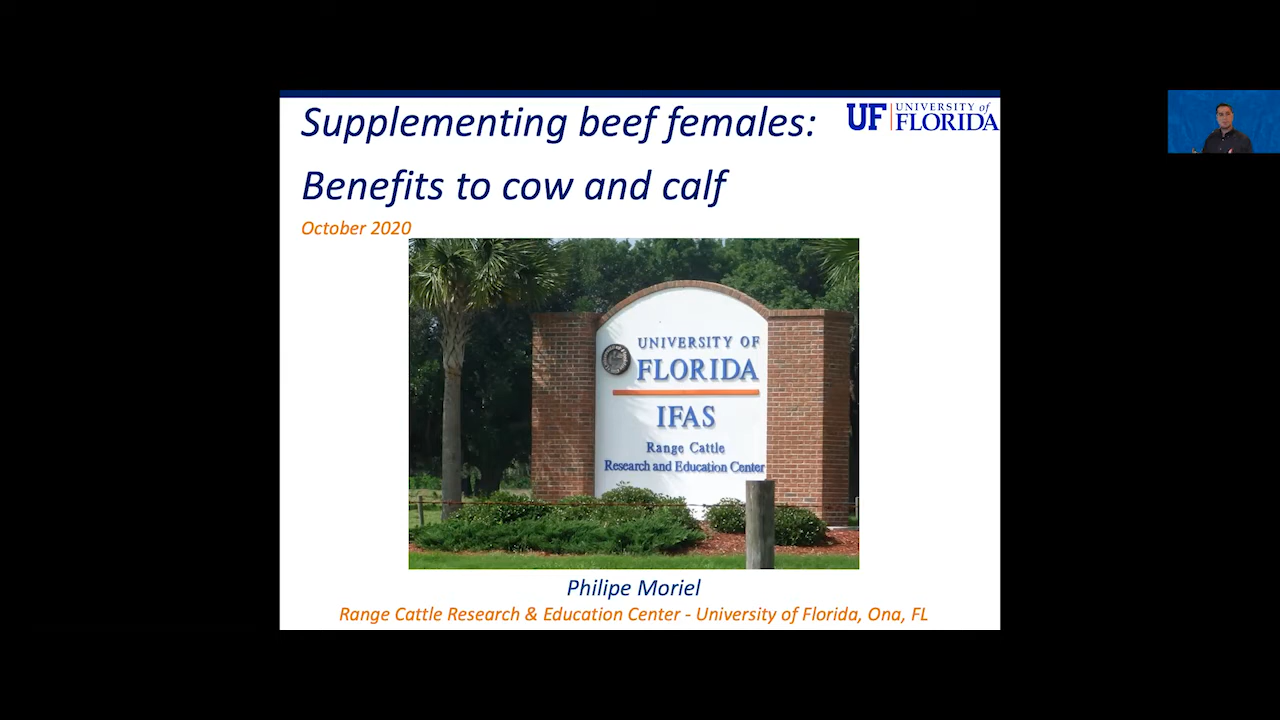 Supplementing beef females:
Benefits to cow and calf
October 2020
UF UNIVERSITY of
FLORIDA
UNIVERSITY OF
FLORIDA
IFAS
Range Cattle
Research and Education Center
Philipe Moriel
Range Cattle Research & Education Center - University of Florida, Ona, FL